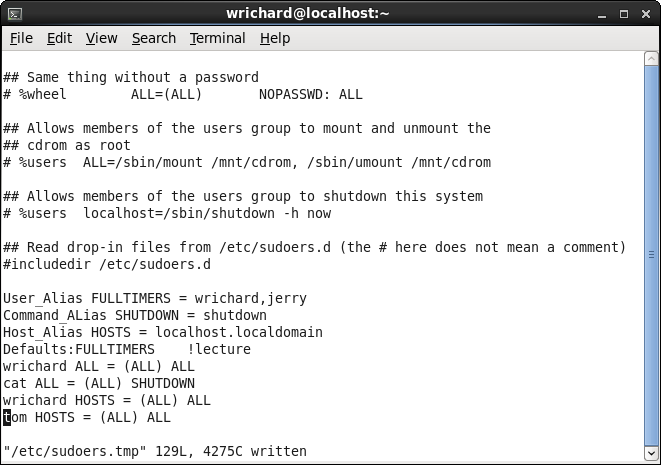 wrichard@localhost:~
File Edit View Search Terminal Help
## Same thing without a password
# %wheel        ALL=(ALL)       NOPASSWD: ALL
## Allows members of the users group to mount and unmount the
## cdrom as root
# %users  ALL=/sbin/mount /mnt/cdrom, /sbin/umount /mnt/cdrom
## Allows members of the users group to shutdown this system
# %users  localhost=/sbin/shutdown -h now
## Read drop-in files from /etc/sudoers.d (the # here does not mean a comment)
#includedir /etc/sudoers.d
User_Alias FULLTIMERS = wrichard,jerry
Command_ALias SHUTDOWN = shutdown
Host_Alias HOSTS = localhost.localdomain
Defaults:FULLTIMERS    !lecture
wrichard ALL = (ALL) ALL
cat ALL = (ALL) SHUTDOWN
wrichard HOSTS = (ALL) ALL
tom HOSTS = (ALL) ALL
"/etc/sudoers.tmp" 129L, 4275C written